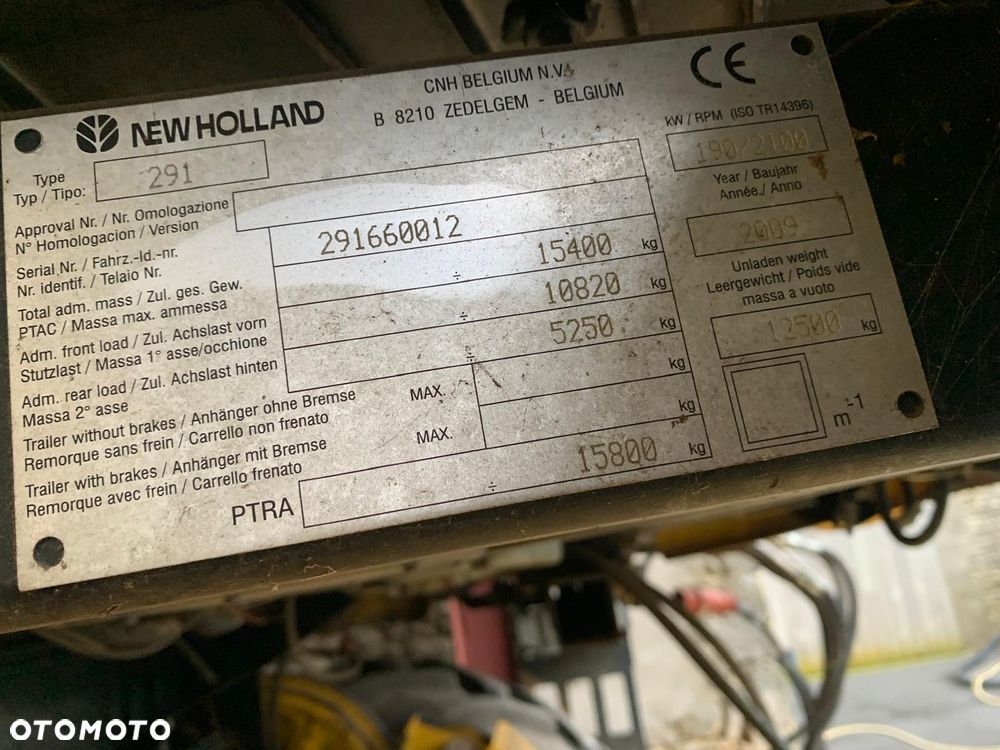 NEW HOLLAND
CNH BELGIUM N.V.
B 8210 ZEDELGEM - BELGIUM
CE
Type
Typ / Tipo:
291
kW / RPM (ISO TR14396)
190/2100
Approval Nr. / Nr. Omologazione
N° Homologacion / Version
Year / Baujahr
Année./ Anno
2009
Serial Nr. / Fahrz.-Id.-nr.
Nr. identif. / Telaio Nr.
291660012
Total adm. mass / Zul. ges. Gew.
PTAC / Massa max. ammessa
÷ 15400 kg
Unladen weight
Leergewicht / Poids vide
massa a vuoto
12500 kg
Adm. front load / Zul. Achslast vorn
Stutzlast / Massa 1° asse/occhione
÷ 10820 kg
Adm. rear load / Zul. Achslast hinten
Massa 2° asse
÷ 5250 kg
Trailer without brakes / Anhänger ohne Bremse
Remorque sans frein / Carrello non frenato
MAX. kg
Trailer with brakes / Anhänger mit Bremse
Remorque avec frein / Carrello frenato
MAX. kg
m-1
PTRA ÷ 15800 kg
OTOMOTO